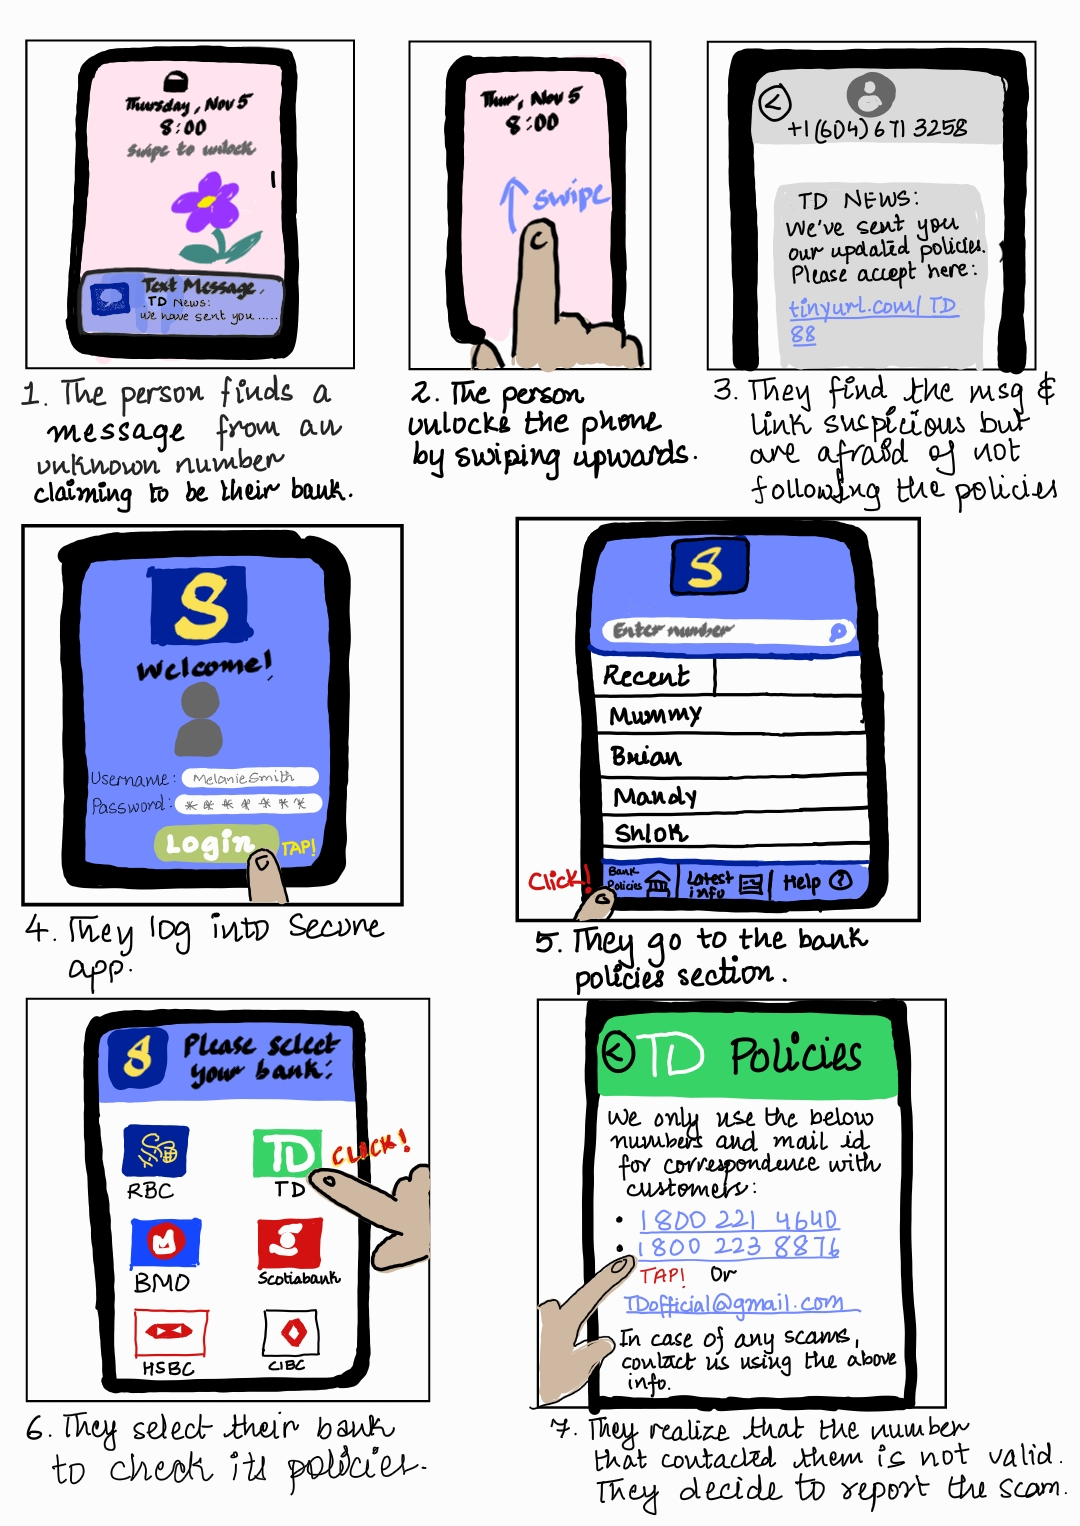 Thursday, Nov 5
8:00
Swipe to unlock
Text Message
TD News:
We have sent you ......
1. The person finds a
message from an
unknown number
claiming to be their bank.
Thur, Nov 5
8:00
swipe
2. The person
unlocks the phone
by swiping upwards.
<
+1(604) 671 3258
TD NEWS:
We've sent you
our updated policies.
Please accept here:
tinyurl.com/TD
88
3. They find the msg &
link suspicious but
are afraid of not
following the policies
S
Welcome!
Username: MelanieSmith
Password: * * * * * * *
Login
TAP!
4. They log into Secure
app.
S
Enter number
Recent
Mummy
Brian
Mandy
Shlok
Click!
Bank
Policies
Latest
info
Help ?
5. They go to the bank
policies section.
S
Please select
your bank:
RBC
TD
CLICK!
TD
BMO
Scotiabank
HSBC
CIBC
6. They select their bank
to check its policies.
< TD Policies
We only use the below
numbers and mail id
for correspondence with
customers:
• 1800 221 4640
• 1800 223 8876
TAP! Or
TDofficial@gmail.com
In case of any scams,
contact us using the above
info.
7. They realize that the number
that contacted them is not valid.
They decide to report the scam.